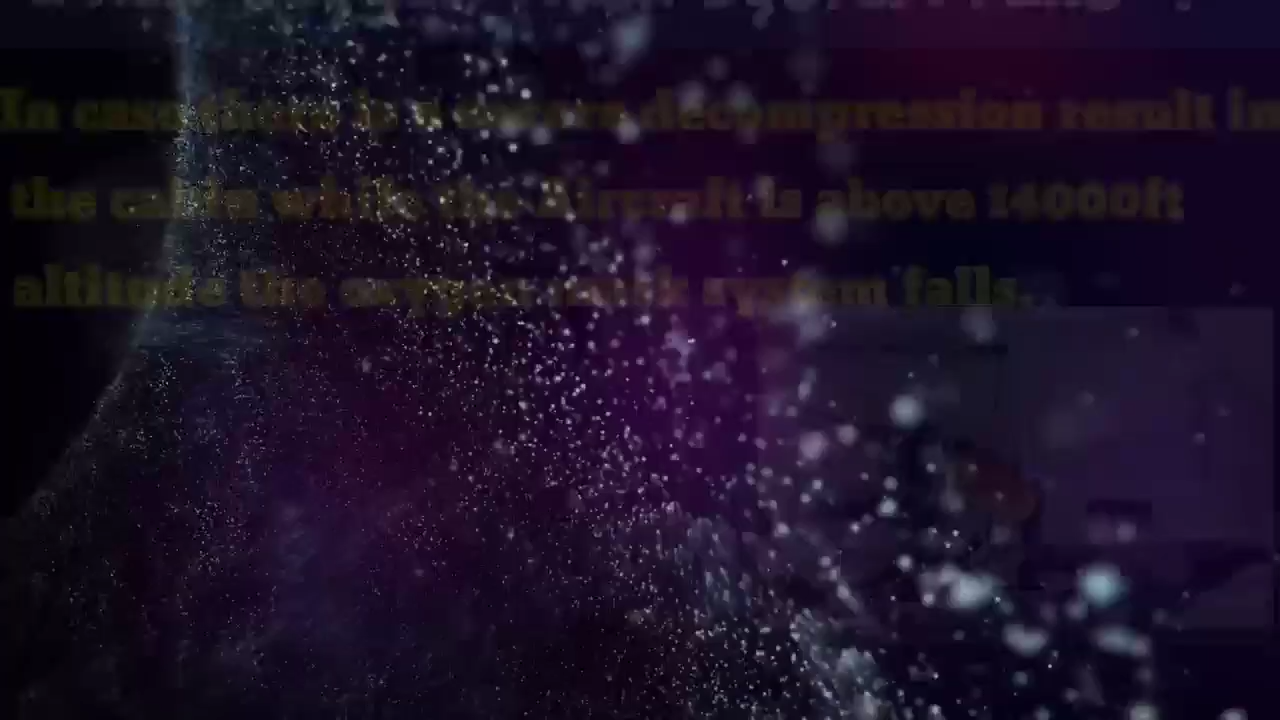 In case there is a severe decompression result in
the cabin while the Aircraft is above 14000ft
altitude the oxygen mask system falls.